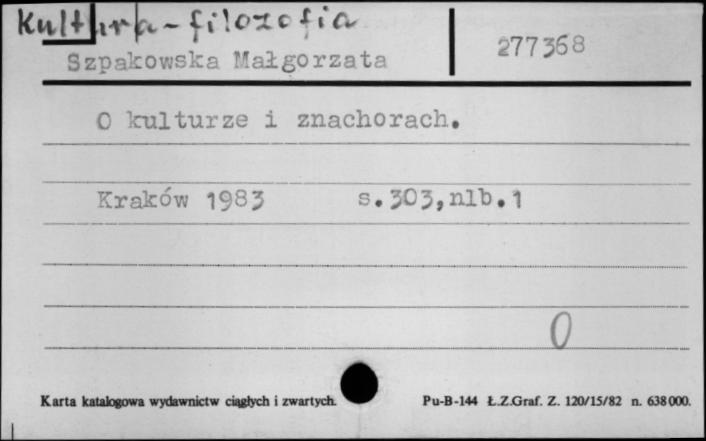 Kultura - filozofia
Szpakowska Małgorzata
277368
O kulturze i znachorach.
Kraków 1983 s.303,nlb.1
0
Karta katalogowa wydawnictw ciągłych i zwartych.
Pu-B-144 Ł.Z.Graf. Z. 120/15/82 n. 638000.